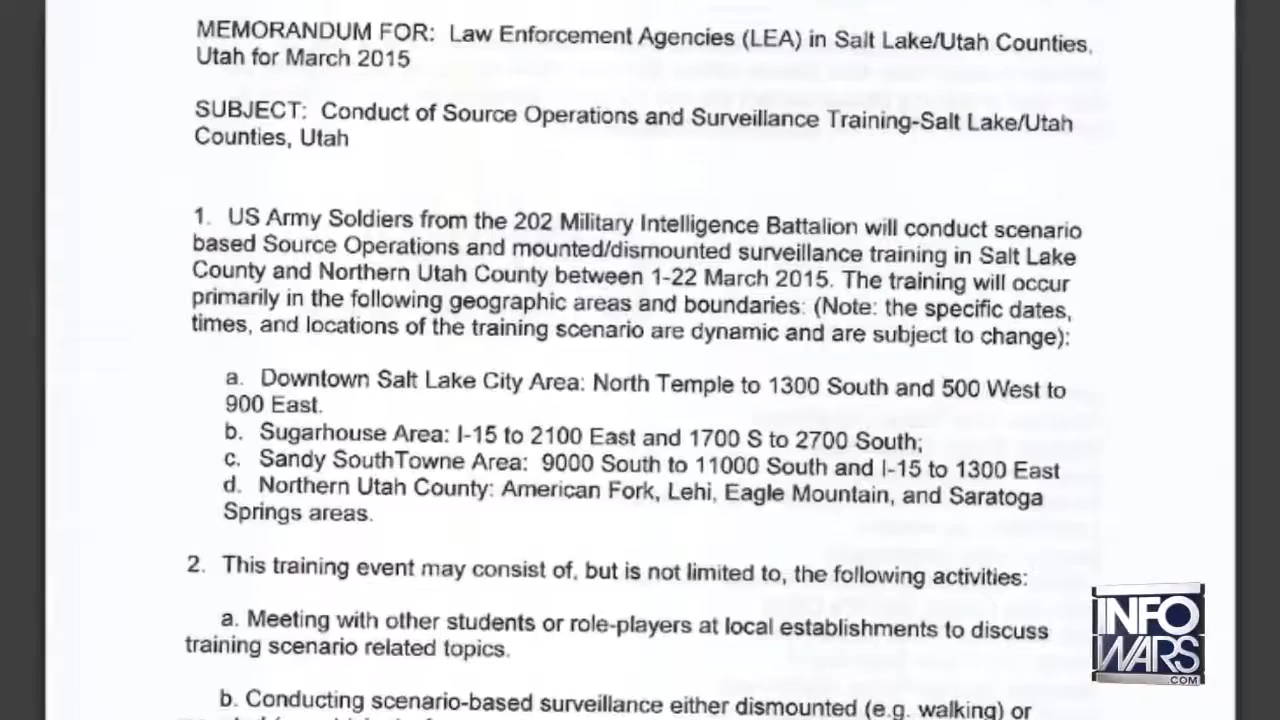 MEMORANDUM FOR: Law Enforcement Agencies (LEA) in Salt Lake/Utah Counties,
Utah for March 2015
SUBJECT: Conduct of Source Operations and Surveillance Training-Salt Lake/Utah
Counties, Utah
1. US Army Soldiers from the 202 Military Intelligence Battalion will conduct scenario
based Source Operations and mounted/dismounted surveillance training in Salt Lake
County and Northern Utah County between 1-22 March 2015. The training will occur
primarily in the following geographic areas and boundaries: (Note: the specific dates,
times, and locations of the training scenario are dynamic and are subject to change):
a. Downtown Salt Lake City Area: North Temple to 1300 South and 500 West to
900 East.
b. Sugarhouse Area: I-15 to 2100 East and 1700 S to 2700 South;
c. Sandy SouthTowne Area: 9000 South to 11000 South and I-15 to 1300 East
d. Northern Utah County: American Fork, Lehi, Eagle Mountain, and Saratoga
Springs areas.
2. This training event may consist of, but is not limited to, the following activities:
a. Meeting with other students or role-players at local establishments to discuss
training scenario related topics.
b. Conducting scenario-based surveillance either dismounted (e.g. walking) or
INFO
WARS
.COM